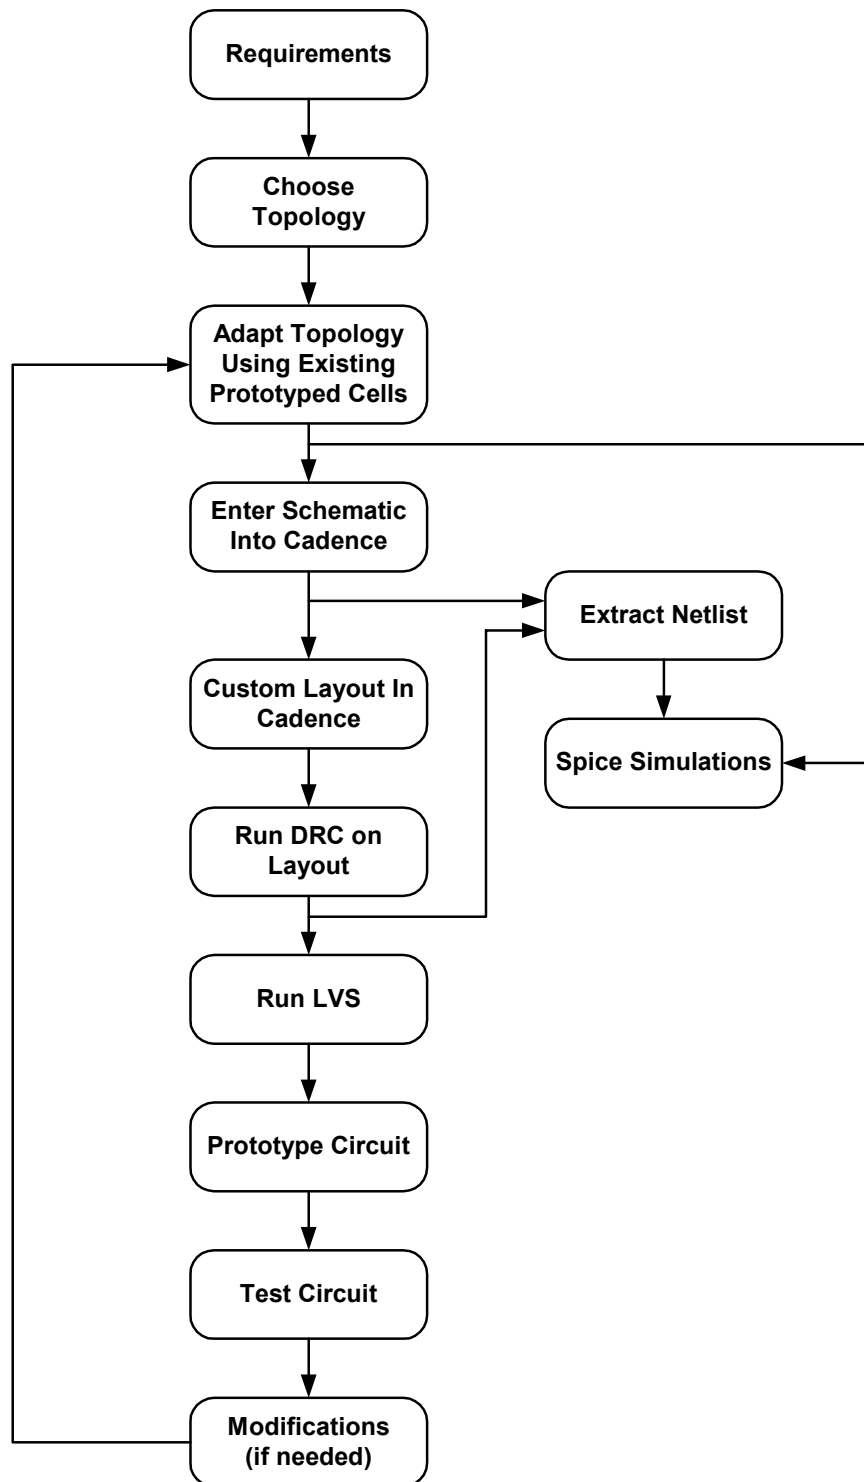 Requirements
Choose
Topology
Adapt Topology
Using Existing
Prototyped Cells
Enter Schematic
Into Cadence
Extract Netlist
Custom Layout In
Cadence
Spice Simulations
Run DRC on
Layout
Run LVS
Prototype Circuit
Test Circuit
Modifications
(if needed)